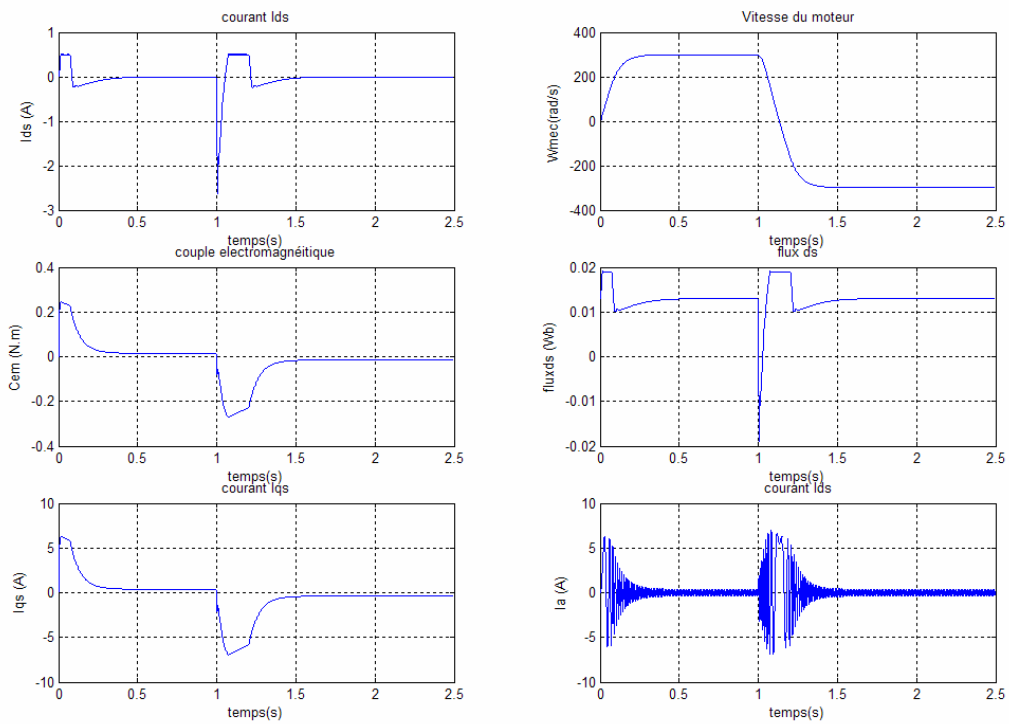 courant Ids
1
0
-1
-2
-3
Ids (A)
0 0.5 1 1.5 2 2.5
temps(s)
Vitesse du moteur
400
200
0
-200
-400
Wmec(rad/s)
0 0.5 1 1.5 2 2.5
temps(s)
couple electromagnéitique
0.4
0.2
0
-0.2
-0.4
Cem (N.m)
0 0.5 1 1.5 2 2.5
temps(s)
flux ds
0.02
0.01
0
-0.01
-0.02
fluxds (Wb)
0 0.5 1 1.5 2 2.5
temps(s)
courant Iqs
10
5
0
-5
-10
Iqs (A)
0 0.5 1 1.5 2 2.5
temps(s)
courant Ids
10
5
0
-5
-10
Ia (A)
0 0.5 1 1.5 2 2.5
temps(s)